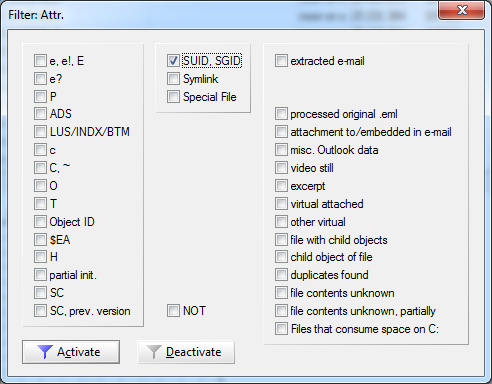 Filter: Attr.
e, e!, E
e?
P
ADS
LUS/INDX/BTM
c
C, ~
O
T
Object ID
$EA
H
partial init.
SC
SC, prev. version
SUID, SGID
Symlink
Special File
NOT
extracted e-mail
processed original .eml
attachment to/embedded in e-mail
misc. Outlook data
video still
excerpt
virtual attached
other virtual
file with child objects
child object of file
duplicates found
file contents unknown
file contents unknown, partially
Files that consume space on C:
Activate
Deactivate